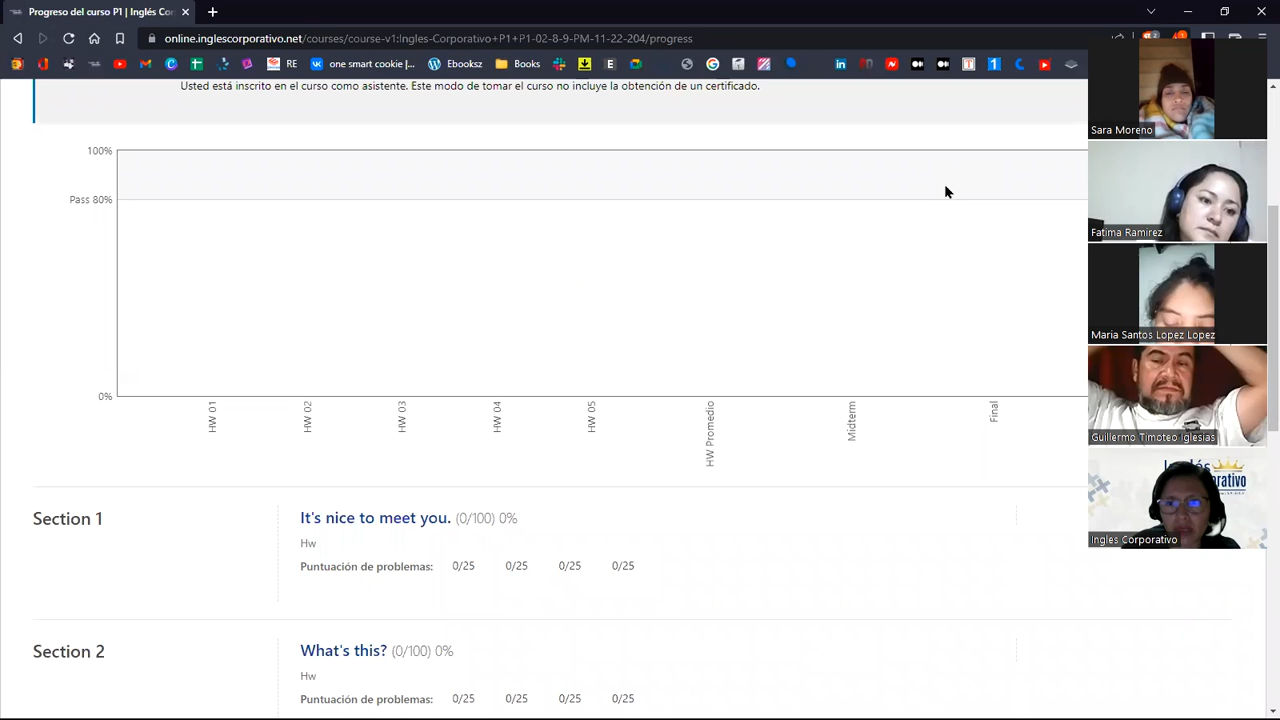 Progreso del curso P1 | Inglés Cor
online.inglescorporativo.net/courses/course-v1:Ingles-Corporativo+P1+P1-02-8-9-PM-11-22-204/progress
RE
one smart cookie |...
Ebooksz.
Books
Usted está inscrito en el curso como asistente. Este modo de tomar el curso no incluye la obtención de un certificado.
100%
Pass 80%
0%
HW 01
HW 02
HW 03
HW 04
HW 05
HW Promedio
Midterm
Final
Section 1
It's nice to meet you. (0/100) 0%
Hw
Puntuación de problemas: 0/25 0/25 0/25 0/25
Section 2
What's this? (0/100) 0%
Hw
Puntuación de problemas: 0/25 0/25 0/25 0/25
Sara Moreno
Fatima Ramirez
Maria Santos Lopez Lopez
Guillermo Timoteo Iglesias
Ingles Corporativo